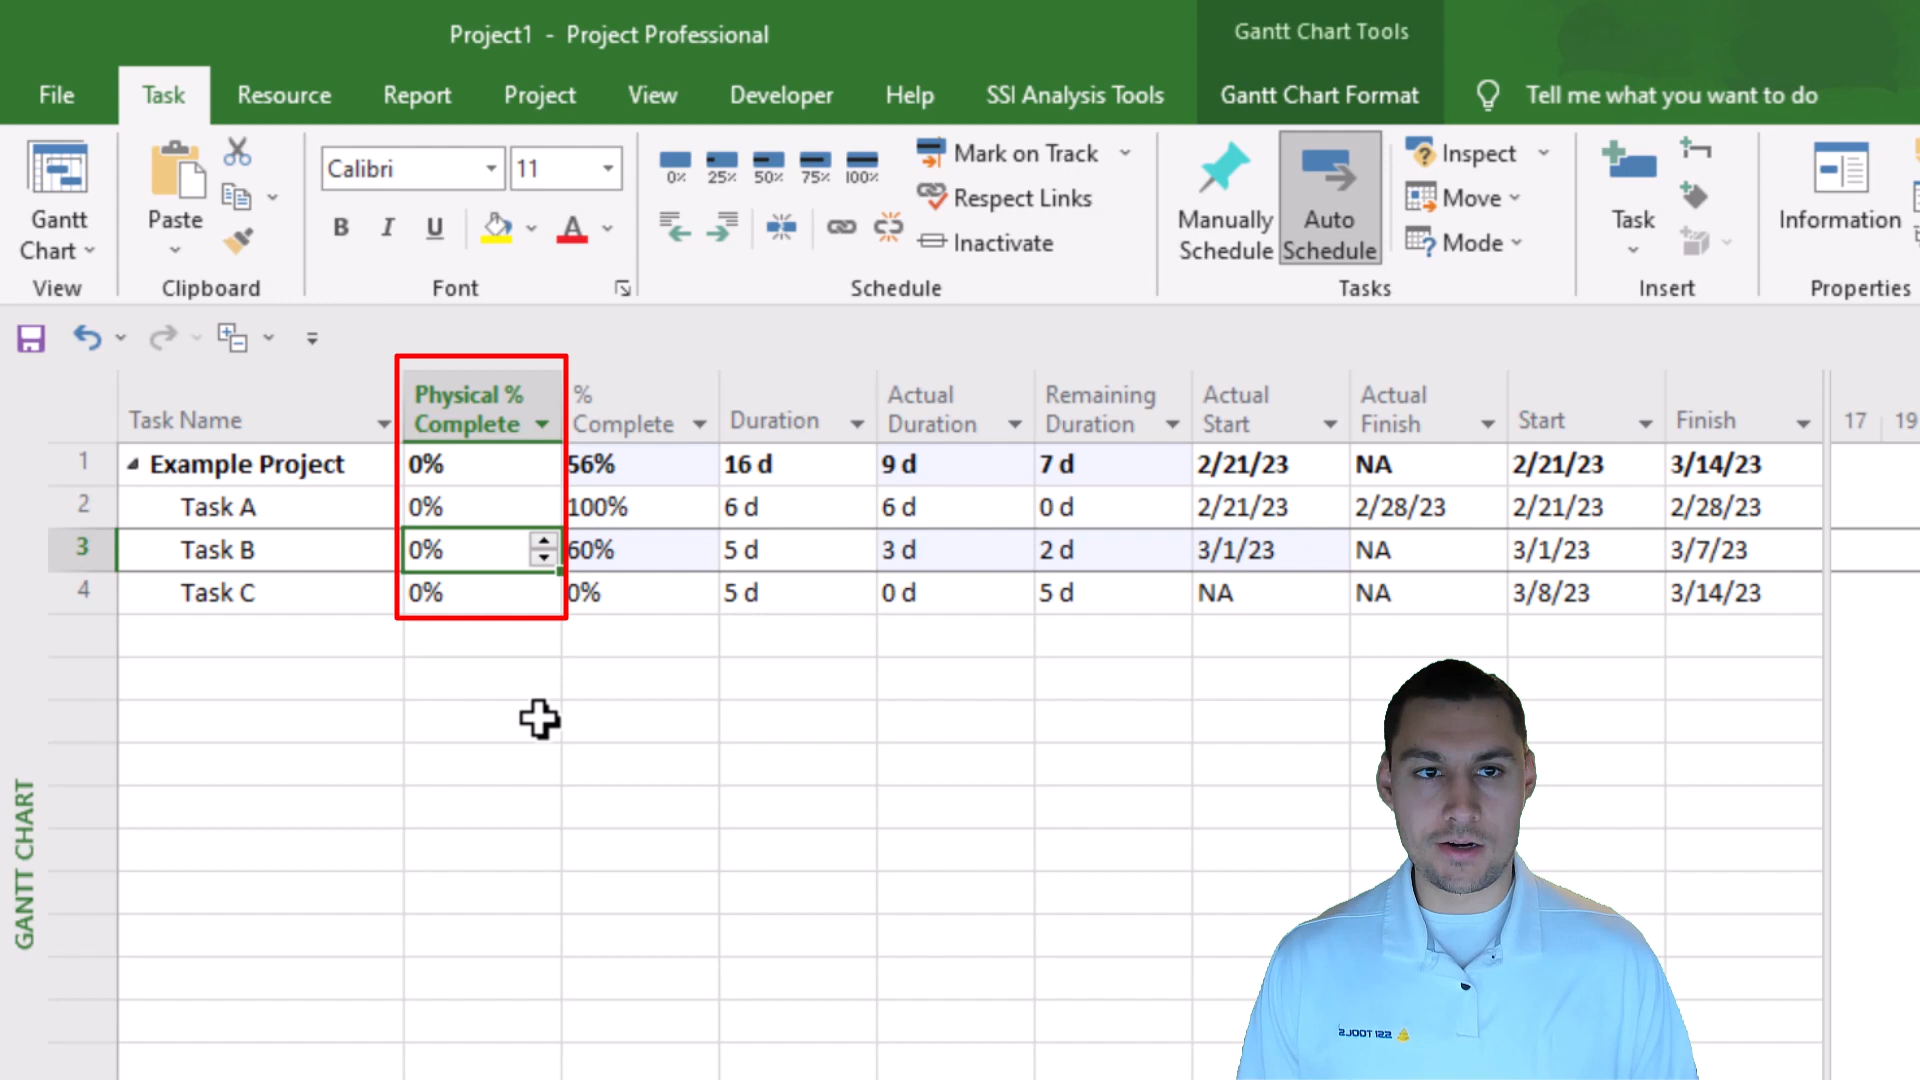 Project1 - Project Professional
Gantt Chart Tools
File Task Resource Report Project View Developer Help SSI Analysis Tools Gantt Chart Format Tell me what you want to do
Gantt
Chart
View
Paste
Clipboard
Calibri 11
B I U A
Font
0% 25% 50% 75% 100%
Mark on Track
Respect Links
Inactivate
Schedule
Manually
Schedule
Auto
Schedule
Inspect
Move
Mode
Tasks
Task
Insert
Information
Properties
Task Name
Physical %
Complete
%
Complete
Duration
Actual
Duration
Remaining
Duration
Actual
Start
Actual
Finish
Start
Finish
17 19
1 Example Project 0% 56% 16 d 9 d 7 d 2/21/23 NA 2/21/23 3/14/23
2 Task A 0% 100% 6 d 6 d 0 d 2/21/23 2/28/23 2/21/23 2/28/23
3 Task B 0% 60% 5 d 3 d 2 d 3/1/23 NA 3/1/23 3/7/23
4 Task C 0% 0% 5 d 0 d 5 d NA NA 3/8/23 3/14/23
GANTT CHART
SSI TOOLS